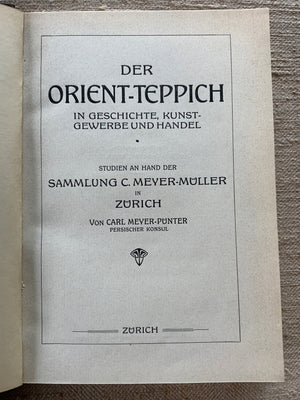 DER
ORIENT-TEPPICH
IN GESCHICHTE, KUNST-
GEWERBE UND HANDEL
STUDIEN AN HAND DER
SAMMLUNG C. MEYER-MÜLLER
IN
ZÜRICH
VON CARL MEYER-PÜNTER
PERSISCHER KONSUL
ZÜRICH